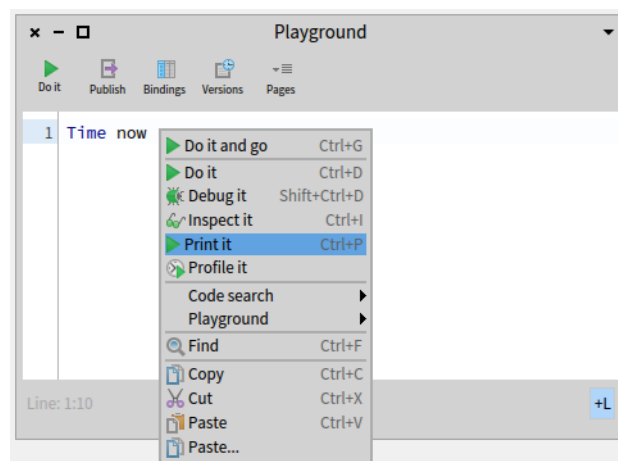 Playground
Do it Publish Bindings Versions Pages
1 Time now
Do it and go Ctrl+G
Do it Ctrl+D
Debug it Shift+Ctrl+D
Inspect it Ctrl+I
Print it Ctrl+P
Profile it
Code search
Playground
Find Ctrl+F
Copy Ctrl+C
Cut Ctrl+X
Paste Ctrl+V
Paste...
Line: 1:10 +L